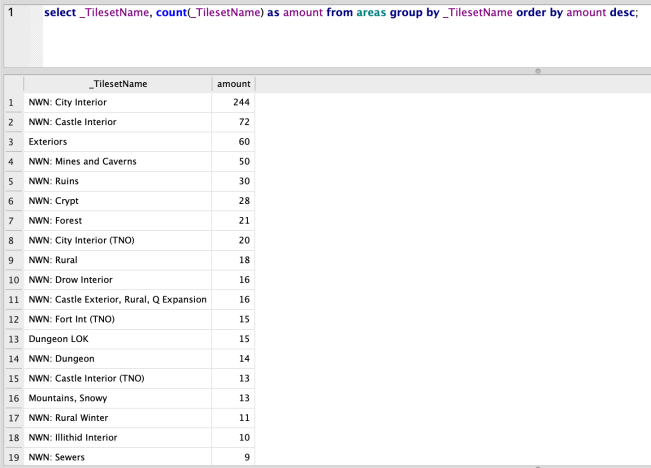 1 select _TilesetName, count(_TilesetName) as amount from areas group by _TilesetName order by amount desc;
_TilesetName amount
1 NWN: City Interior 244
2 NWN: Castle Interior 72
3 Exteriors 60
4 NWN: Mines and Caverns 50
5 NWN: Ruins 30
6 NWN: Crypt 28
7 NWN: Forest 21
8 NWN: City Interior (TNO) 20
9 NWN: Rural 18
10 NWN: Drow Interior 16
11 NWN: Castle Exterior, Rural, Q Expansion 16
12 NWN: Fort Int (TNO) 15
13 Dungeon LOK 15
14 NWN: Dungeon 14
15 NWN: Castle Interior (TNO) 13
16 Mountains, Snowy 13
17 NWN: Rural Winter 11
18 NWN: Illithid Interior 10
19 NWN: Sewers 9